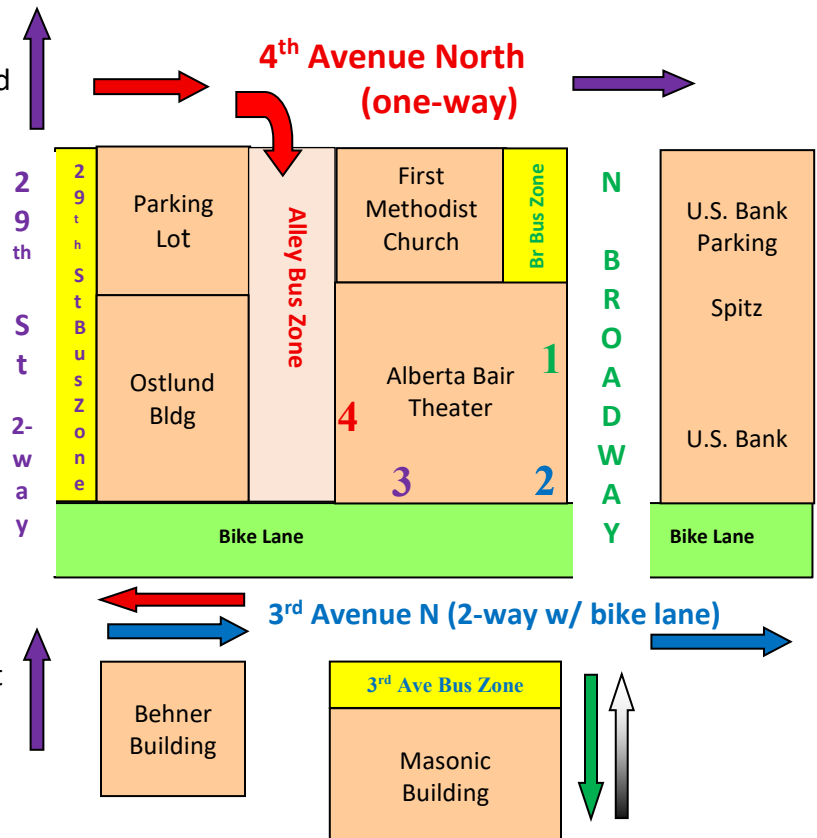 d
4th Avenue North
(one-way)
29th St 2-way
29th St Bus Zone
Parking
Lot
Alley Bus Zone
First
Methodist
Church
Br Bus Zone
N BROADWAY
U.S. Bank
Parking
Spitz
U.S. Bank
Ostlund
Bldg
Alberta Bair
Theater
1
4
3
2
Bike Lane
Bike Lane
3rd Avenue N (2-way w/ bike lane)
t
Behner
Building
3rd Ave Bus Zone
Masonic
Building